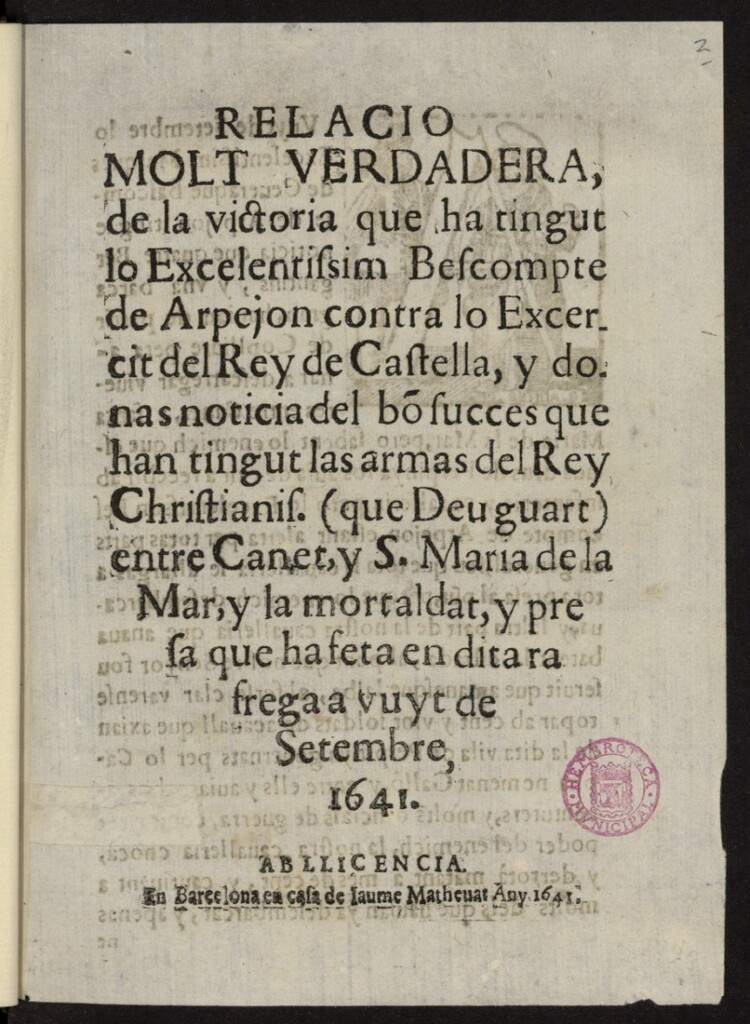 2
RELACIO
MOLT VERDADERA,
de la victoria que ha tingut
lo Excelentiſsim Beſcompte
de Arpejon contra lo Excer-
cit del Rey de Caſtella, y do-
nas noticia del bõ ſucces que
han tingut las armas del Rey
Chriſtianiſ. (que Deu guart)
entre Canet, y S. Maria de la
Mar, y la mortaldat, y pre
ſa que ha feta en dita ra
frega a vuyt de
Setembre,
1641.
HEMEROTECA
MUNICIPAL
AB LLICENCIA.
En Barcelona en caſa de Iaume Matheuat Any 1641.